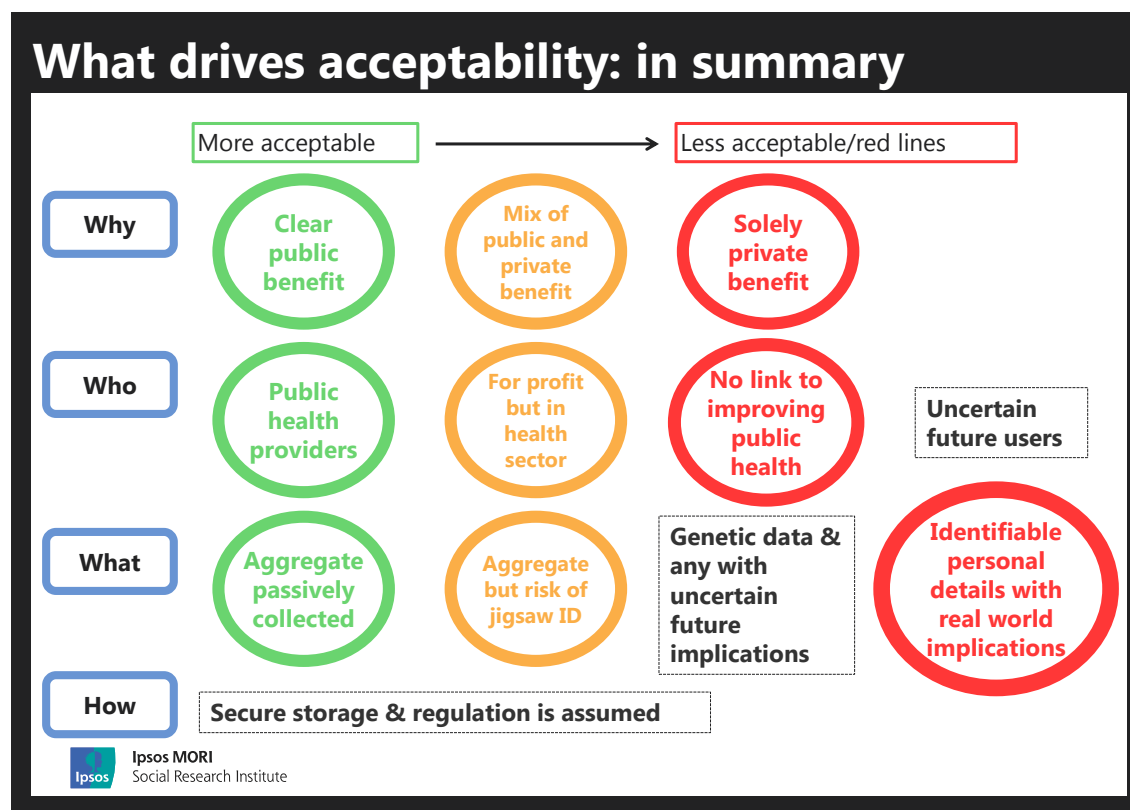 What drives acceptability: in summary
More acceptable
Less acceptable/red lines
Why
Clear
public
benefit
Mix of
public and
private
benefit
Solely
private
benefit
Who
Public
health
providers
For profit
but in
health
sector
No link to
improving
public
health
Uncertain
future users
What
Aggregate
passively
collected
Aggregate
but risk of
jigsaw ID
Genetic data &
any with
uncertain
future
implications
Identifiable
personal
details with
real world
implications
How
Secure storage & regulation is assumed
Ipsos
Ipsos MORI
Social Research Institute